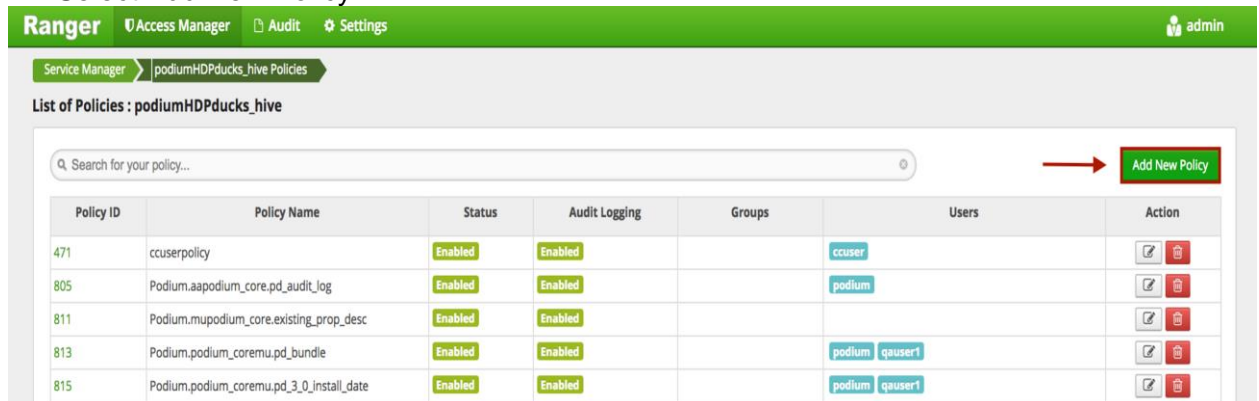 Ranger Access Manager Audit Settings admin
Service Manager podiumHDPducks_hive Policies
List of Policies : podiumHDPducks_hive
Search for your policy... Add New Policy
Policy ID Policy Name Status Audit Logging Groups Users Action
471 ccuserpolicy Enabled Enabled ccuser
805 Podium.aapodium_core.pd_audit_log Enabled Enabled podium
811 Podium.mupodium_core.existing_prop_desc Enabled Enabled
813 Podium.podium_coremu.pd_bundle Enabled Enabled podium qauser1
815 Podium.podium_coremu.pd_3_0_install_date Enabled Enabled podium qauser1